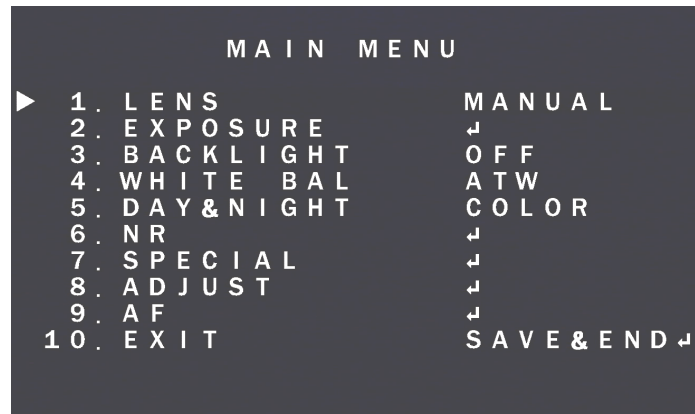 MAIN MENU
▶ 1. LENS MANUAL
2. EXPOSURE ↵
3. BACKLIGHT OFF
4. WHITE BAL ATW
5. DAY&NIGHT COLOR
6. NR ↵
7. SPECIAL ↵
8. ADJUST ↵
9. AF ↵
10. EXIT SAVE&END↵